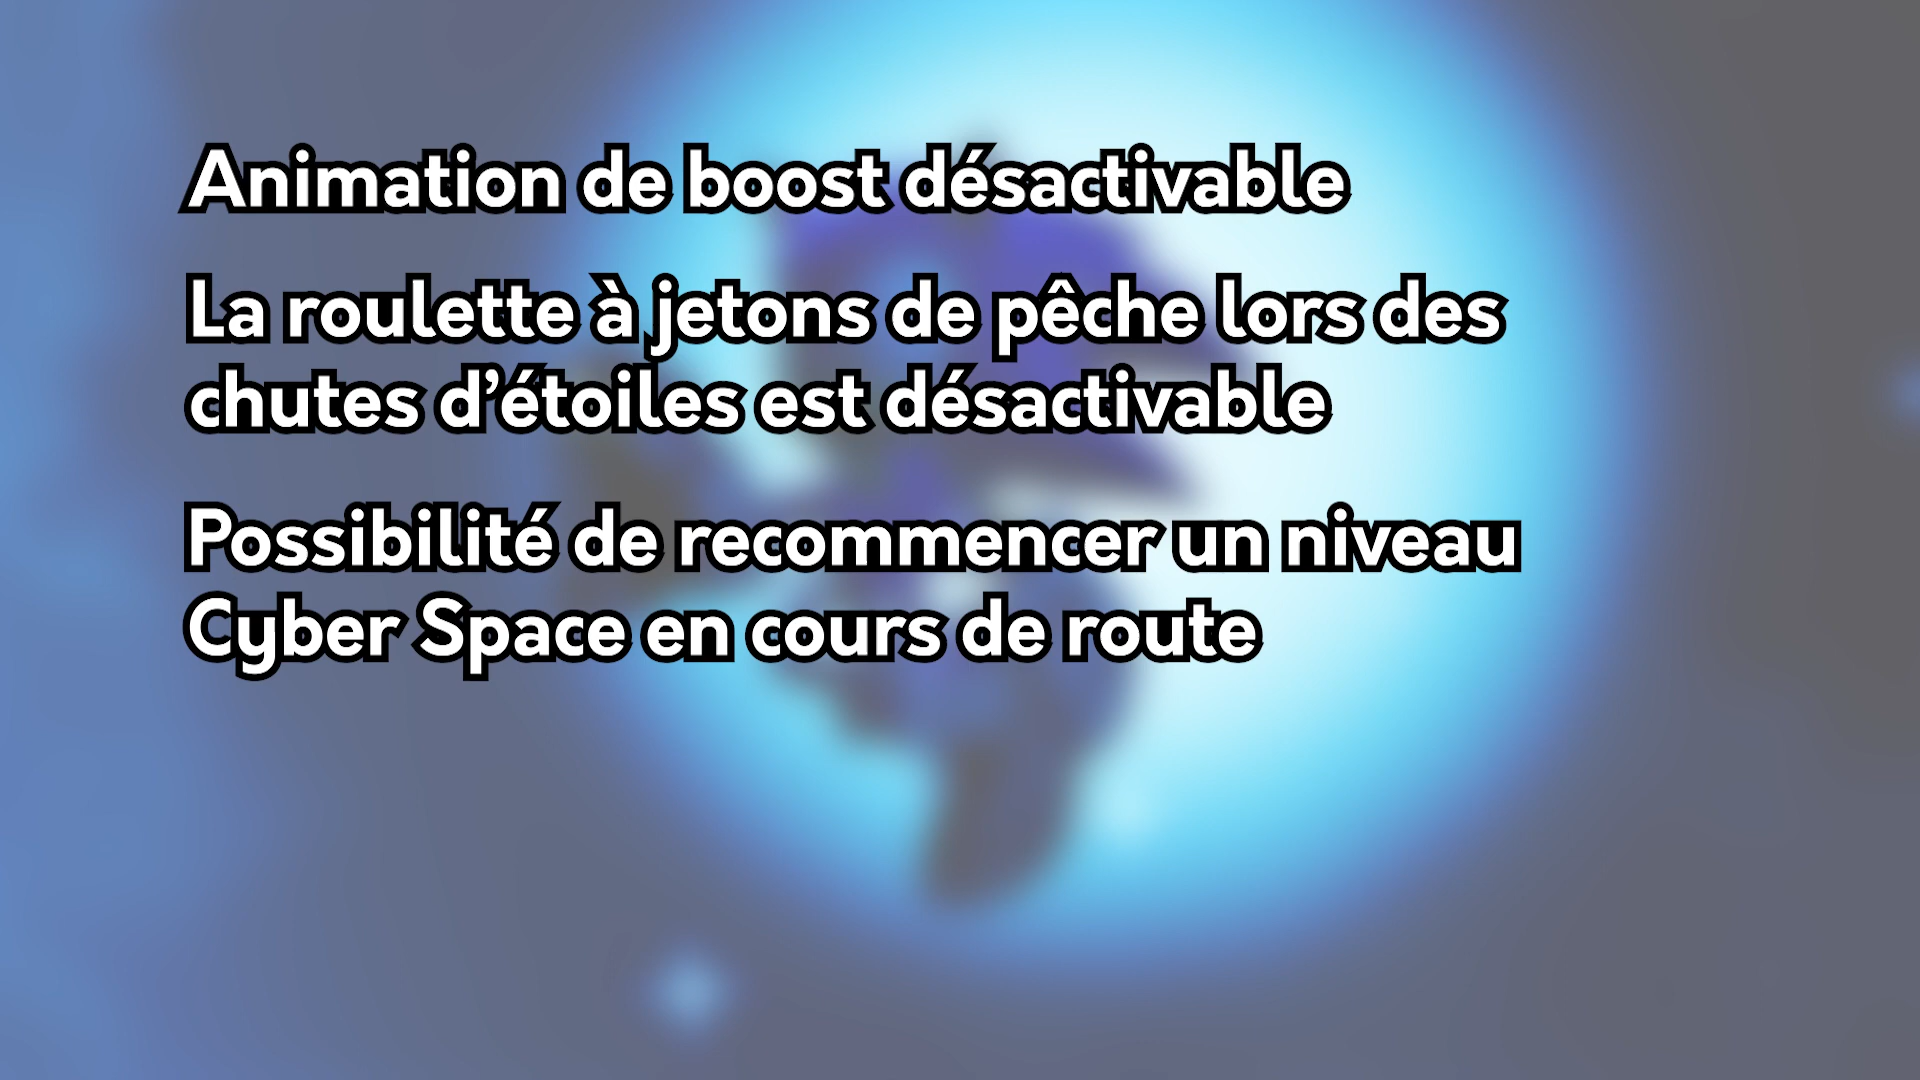 Animation de boost désactivable
La roulette à jetons de pêche lors des
chutes d’étoiles est désactivable
Possibilité de recommencer un niveau
Cyber Space en cours de route